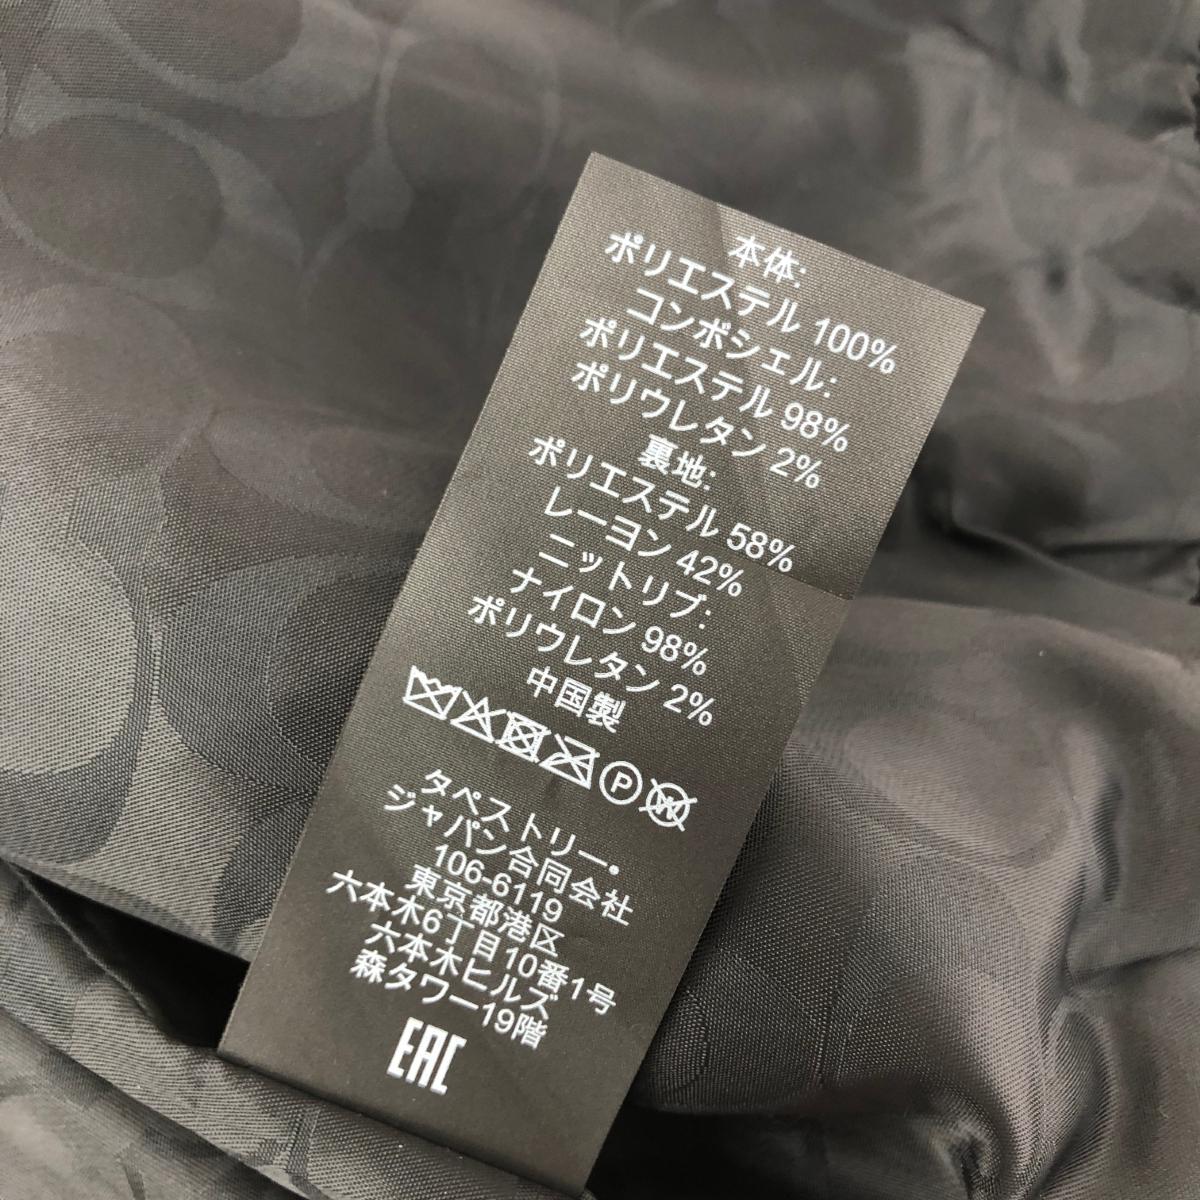 本体:
ポリエステル 100%
コンボシェル:
ポリエステル 98%
ポリウレタン 2%
裏地:
ポリエステル 58%
レーヨン 42%
ニットリブ:
ナイロン 98%
ポリウレタン 2%
中国製
P
W
タペストリー・
ジャパン合同会社
106-6119
東京都港区
六本木6丁目10番1号
六本木ヒルズ
森タワー19階
EAC